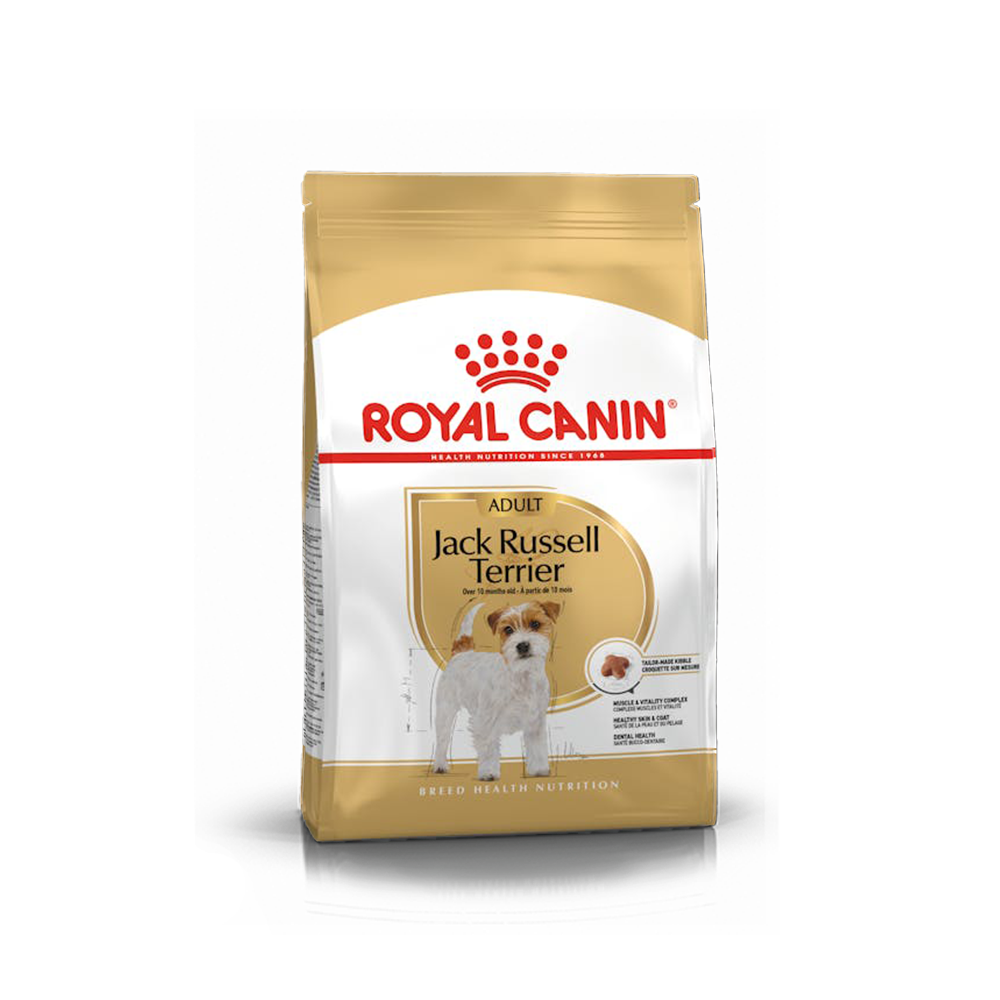 ROYAL CANIN®
HEALTH NUTRITION SINCE 1968
ADULT
Jack Russell
Terrier
Over 10 months old - À partir de 10 mois
TAILOR-MADE KIBBLE
CROQUETTE SUR MESURE
MUSCLE & VITALITY COMPLEX
COMPLEXE MUSCLES ET VITALITÉ
HEALTHY SKIN & COAT
SANTÉ DE LA PEAU ET DU PELAGE
DENTAL HEALTH
SANTÉ BUCCO-DENTAIRE
BREED HEALTH NUTRITION